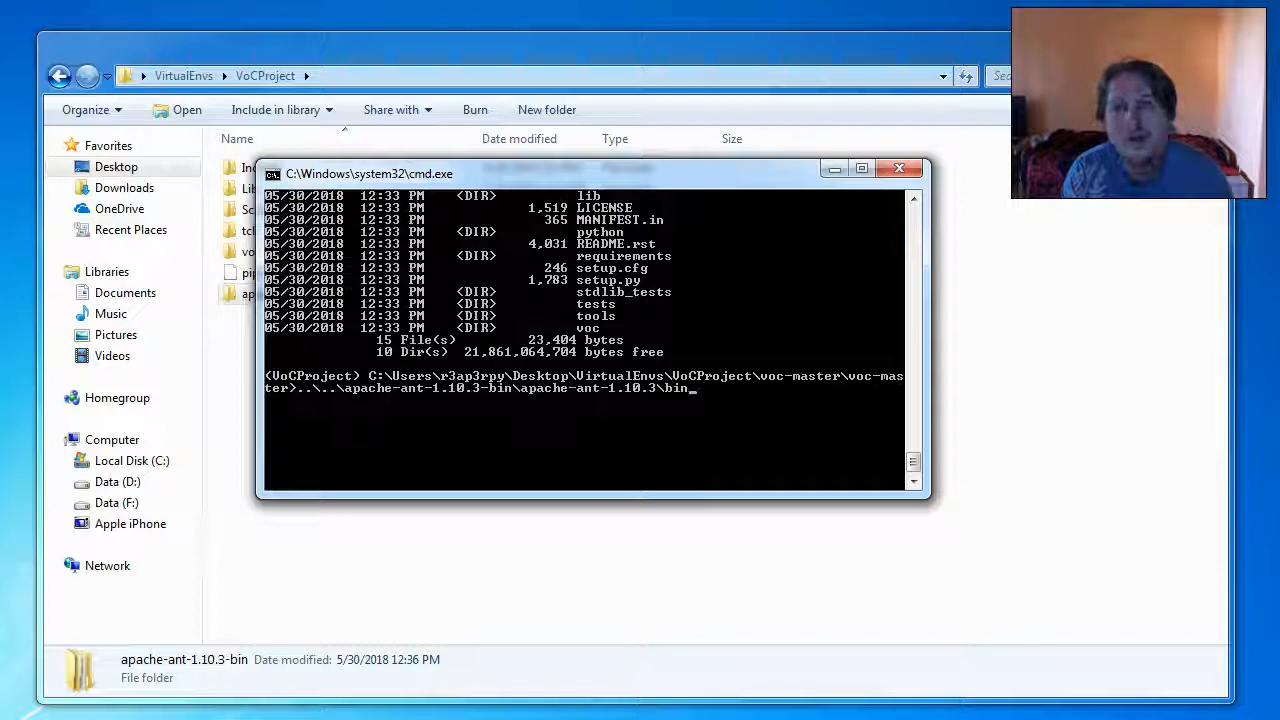 VirtualEnvs VoCProject
Organize Open Include in library Share with Burn New folder
Favorites
Desktop
Downloads
OneDrive
Recent Places
Libraries
Documents
Music
Pictures
Videos
Homegroup
Computer
Local Disk (C:)
Data (D:)
Data (F:)
Apple iPhone
Network
Name Date modified Type Size
C:\Windows\system32\cmd.exe
05/30/2018 12:33 PM <DIR> lib
05/30/2018 12:33 PM 1,519 LICENSE
05/30/2018 12:33 PM 365 MANIFEST.in
05/30/2018 12:33 PM <DIR> python
05/30/2018 12:33 PM 4,031 README.rst
05/30/2018 12:33 PM <DIR> requirements
05/30/2018 12:33 PM 246 setup.cfg
05/30/2018 12:33 PM 1,783 setup.py
05/30/2018 12:33 PM <DIR> stdlib_tests
05/30/2018 12:33 PM <DIR> tests
05/30/2018 12:33 PM <DIR> tools
05/30/2018 12:33 PM <DIR> voc
15 File(s) 23,404 bytes
10 Dir(s) 21,861,064,704 bytes free
(VoCProject) C:\Users\r3ap3rpy\Desktop\VirtualEnvs\VoCProject\voc-master\voc-mas
ter>..\..\apache-ant-1.10.3-bin\apache-ant-1.10.3\bin_
apache-ant-1.10.3-bin Date modified: 5/30/2018 12:36 PM
File folder